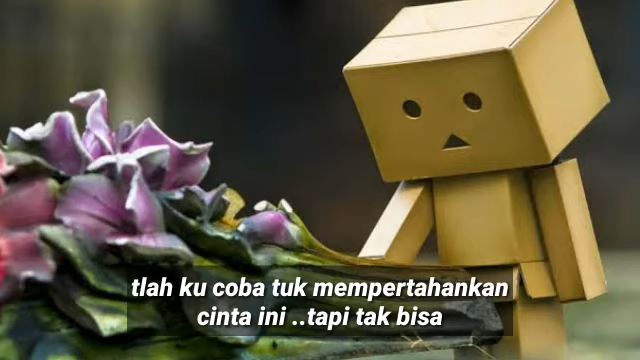 tlah ku coba tuk mempertahankan
cinta ini ..tapi tak bisa